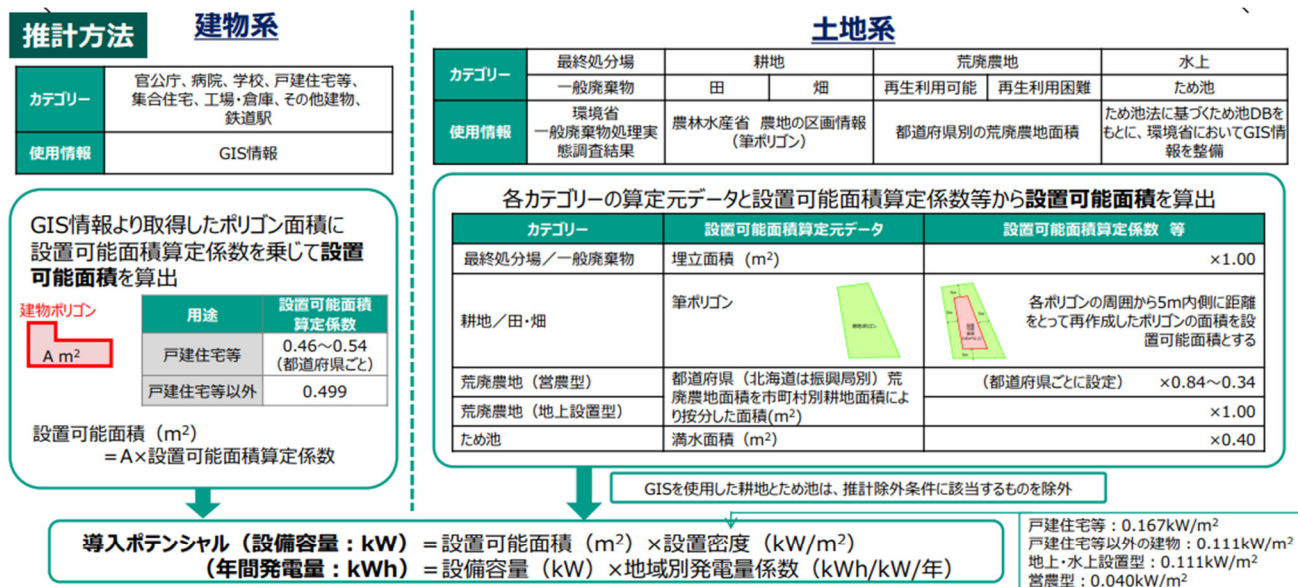 推計方法
建物系
カテゴリー
官公庁、病院、学校、戸建住宅等、
集合住宅、工場・倉庫、その他建物、
鉄道駅
使用情報
GIS情報
GIS情報より取得したポリゴン面積に
設置可能面積算定係数を乗じて設置
可能面積を算出
建物ポリゴン
A m²
用途
設置可能面積
算定係数
戸建住宅等
0.46~0.54
(都道府県ごと)
戸建住宅等以外
0.499
設置可能面積(m²)
=A×設置可能面積算定係数
土地系
カテゴリー
最終処分場
耕地
荒廃農地
水上
一般廃棄物
田
畑
再生利用可能
再生利用困難
ため池
使用情報
環境省
一般廃棄物処理実
態調査結果
農林水産省 農地の区画情報
(筆ポリゴン)
都道府県別の荒廃農地面積
ため池法に基づくため池DBを
もとに、環境省においてGIS情
報を整備
各カテゴリーの算定元データと設置可能面積算定係数等から設置可能面積を算出
カテゴリー
設置可能面積算定元データ
設置可能面積算定係数 等
最終処分場/一般廃棄物
埋立面積(m²)
×1.00
耕地/田・畑
筆ポリゴン
各ポリゴンの周囲から5m内側に距離
をとって再作成したポリゴンの面積を設
置可能面積とする
荒廃農地(営農型)
都道府県(北海道は振興局別)荒
廃農地面積を市町村別耕地面積によ
り按分した面積(m²)
(都道府県ごとに設定) ×0.84~0.34
荒廃農地(地上設置型)
×1.00
ため池
満水面積(m²)
×0.40
GISを使用した耕地とため池は、推計除外条件に該当するものを除外
導入ポテンシャル(設備容量:kW)=設置可能面積(m²)×設置密度(kW/m²)
(年間発電量:kWh)=設備容量(kW)×地域別発電量係数(kWh/kW/年)
戸建住宅等:0.167kW/m²
戸建住宅等以外の建物:0.111kW/m²
地上・水上設置型:0.111kW/m²
営農型:0.040kW/m²